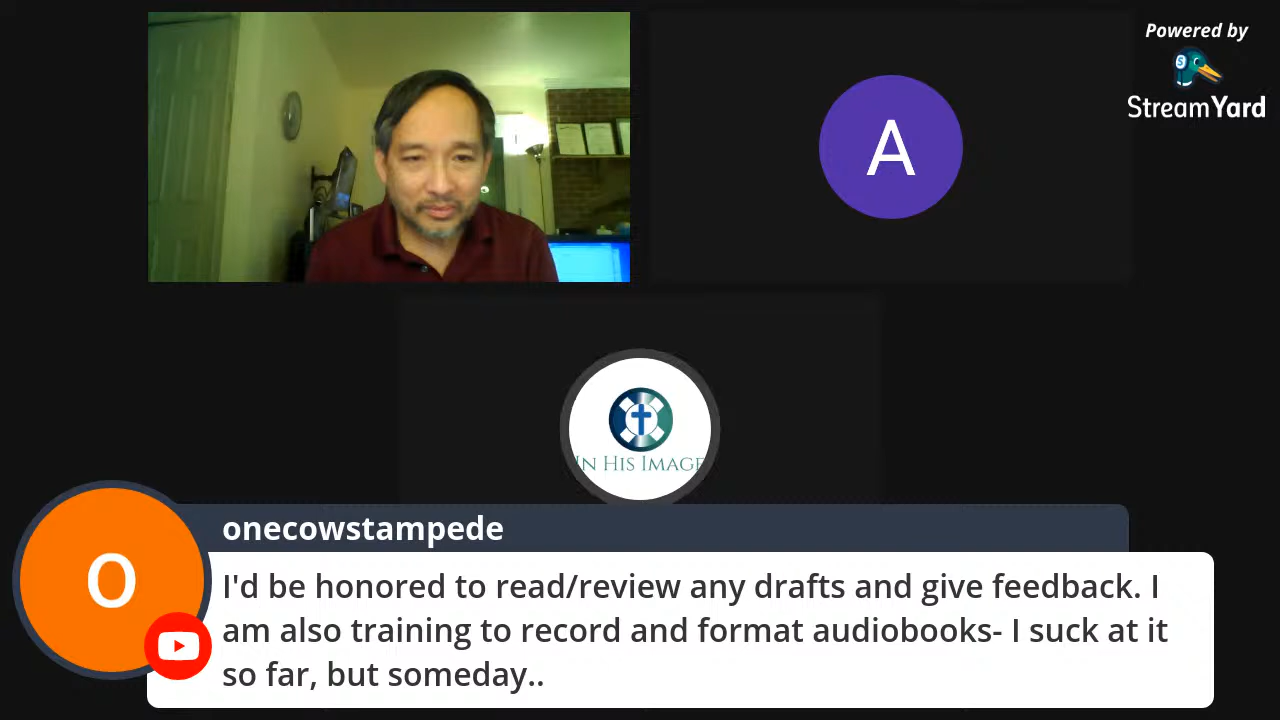 Powered by
StreamYard
A
IN HIS IMAGE
onecowstampede
O
I'd be honored to read/review any drafts and give feedback. I
am also training to record and format audiobooks- I suck at it
so far, but someday..